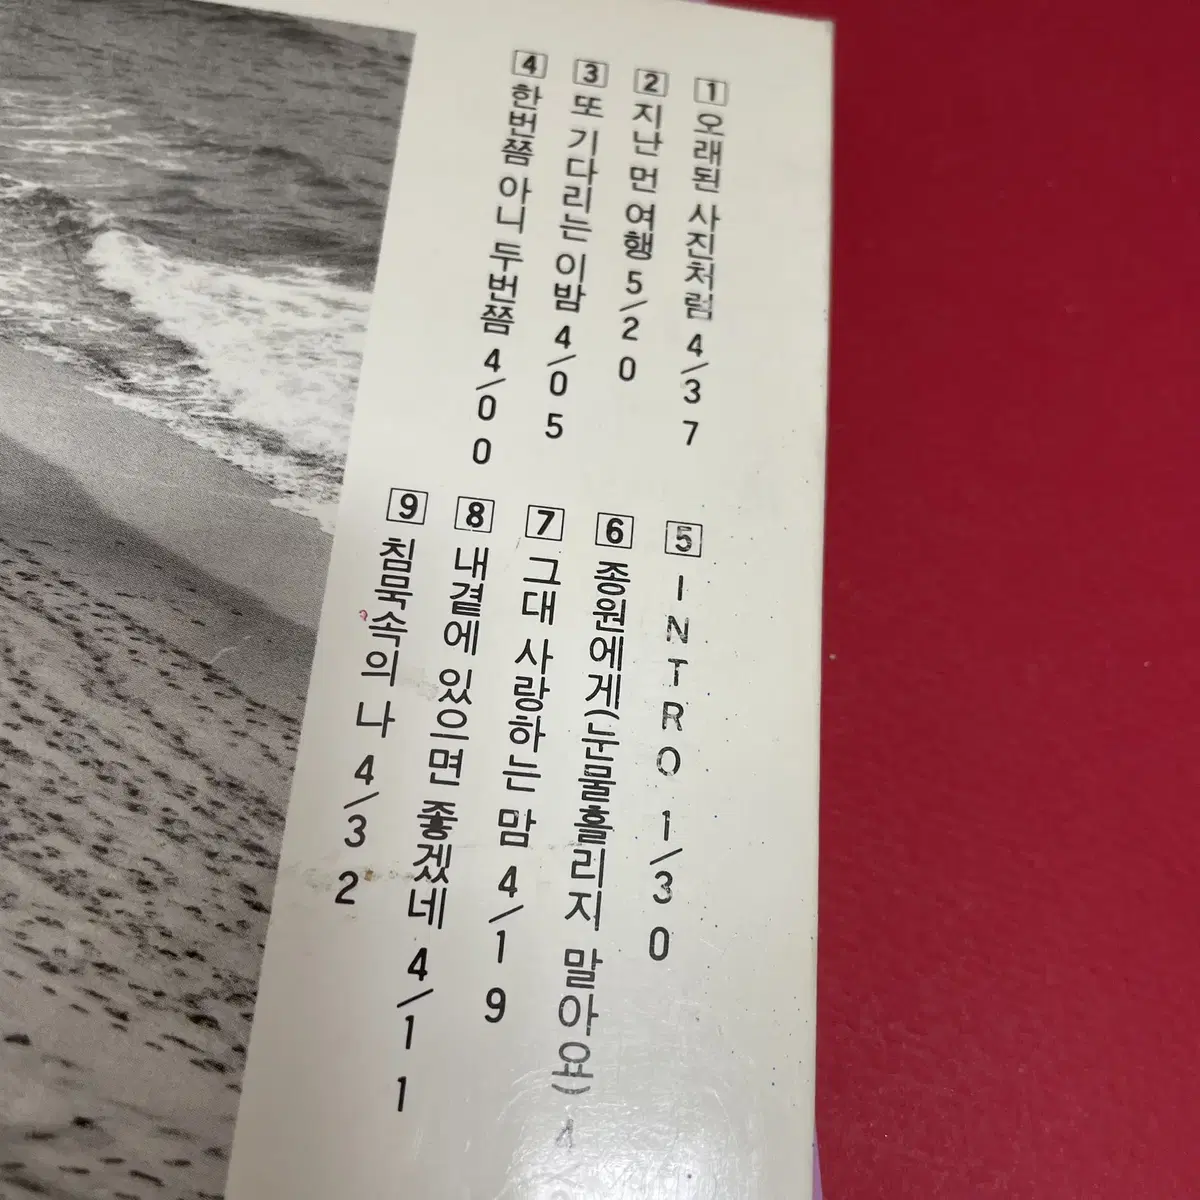 1 오래된 사진처럼 4/37
2 지난 먼 여행 5/20
3 또 기다리는 이밤 4/05
4 한번쯤 아니 두번쯤 4/00
5 INTRO 1/30
6 종원에게(눈물흘리지 말아요) 4
7 그대 사랑하는 맘 4/19
8 내곁에 있으면 좋겠네 4/11
9 침묵속의 나 4/32